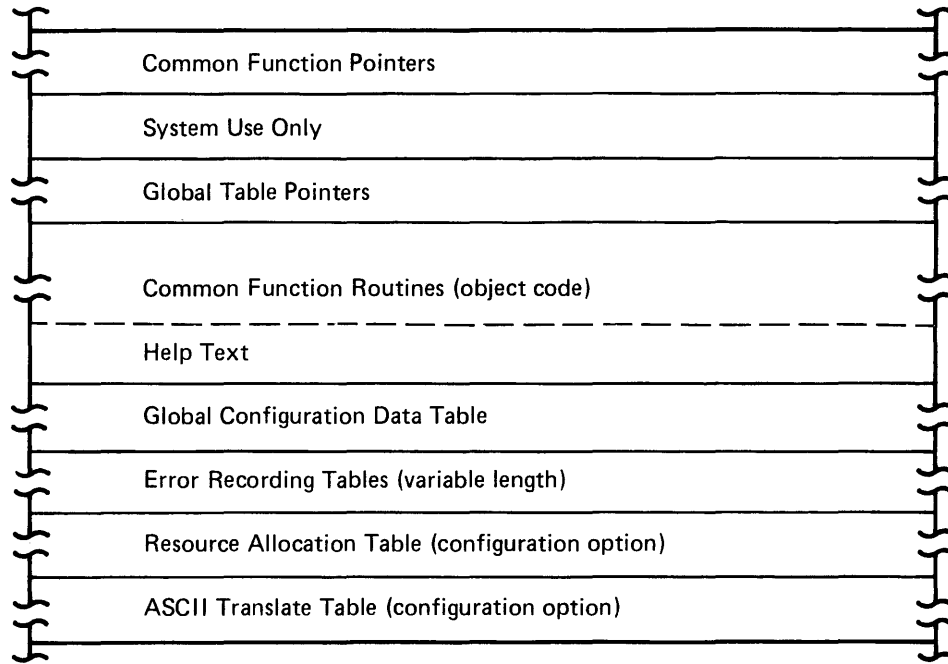 Common Function Pointers
System Use Only
Global Table Pointers
Common Function Routines (object code)
Help Text
Global Configuration Data Table
Error Recording Tables (variable length)
Resource Allocation Table (configuration option)
ASCII Translate Table (configuration option)